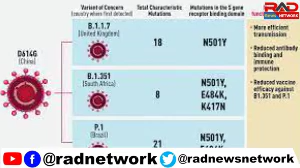 Variant of Concern
(country where first detected)
Total Characteristic
Mutations
Mutations in the S gene
receptor binding domain
RAD
NEWS
NETWORK
D614G
(China)
B.1.1.7
(United Kingdom)
18
N501Y
B.1.351
(South Africa)
8
N501Y,
E484K,
K417N
P.1
(Brazil)
21
N501Y,
• More efficient
transmission
• Reduced antibody
binding and
immune
protection
• Reduced vaccine
efficacy against
B1.351 and P.1
@radnetwork
@radnewsnetwork